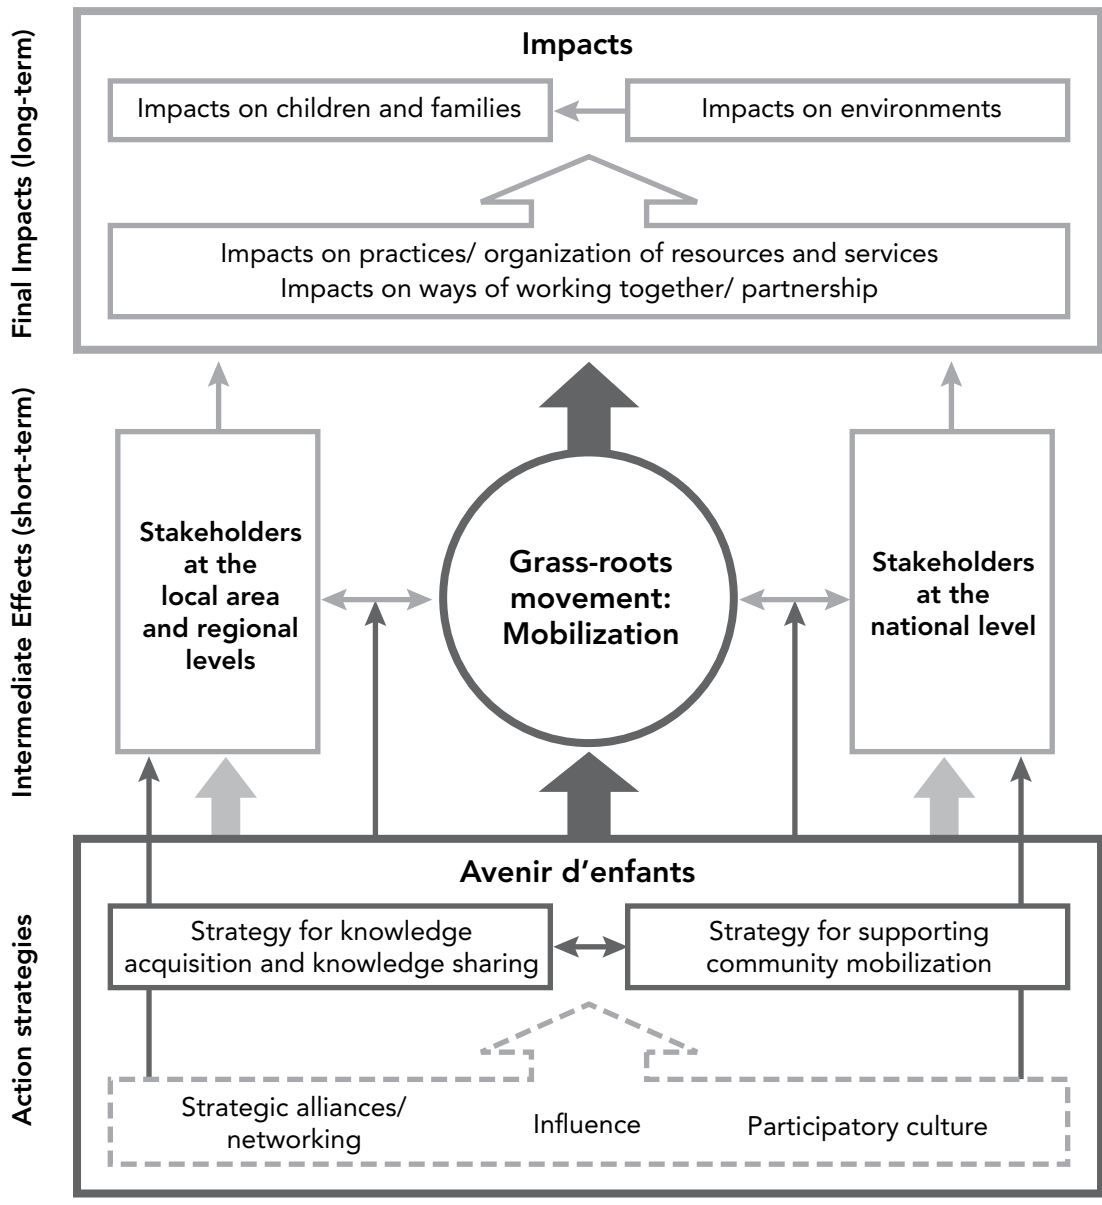 Final Impacts (long-term)
Impacts
Impacts on children and families
Impacts on environments
Impacts on practices/ organization of resources and services
Impacts on ways of working together/ partnership
Intermediate Effects (short-term)
Stakeholders
at the
local area
and regional
levels
Grass-roots
movement:
Mobilization
Stakeholders
at the
national level
Action strategies
Avenir d’enfants
Strategy for knowledge
acquisition and knowledge sharing
Strategy for supporting
community mobilization
Strategic alliances/
networking
Influence
Participatory culture